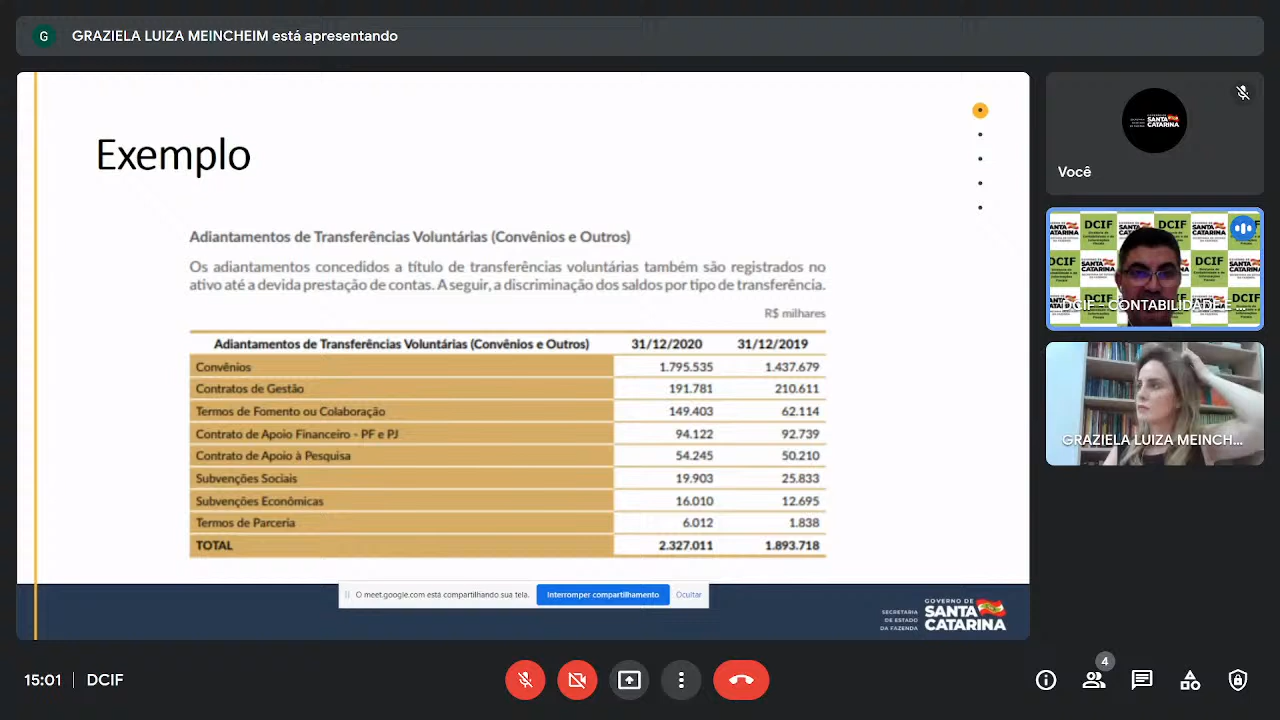 G GRAZIELA LUIZA MEINCHEIM está apresentando
Exemplo
Adiantamentos de Transferências Voluntárias (Convênios e Outros)
Os adiantamentos concedidos a título de transferências voluntárias também são registrados no
ativo até a devida prestação de contas. A seguir, a discriminação dos saldos por tipo de transferência.
R$ milhares
Adiantamentos de Transferências Voluntárias (Convênios e Outros) 31/12/2020 31/12/2019
Convênios 1.795.535 1.437.679
Contratos de Gestão 191.781 210.611
Termos de Fomento ou Colaboração 149.403 62.114
Contrato de Apoio Financeiro - PF e PJ 94.122 92.739
Contrato de Apoio à Pesquisa 54.245 50.210
Subvenções Sociais 19.903 25.833
Subvenções Econômicas 16.010 12.695
Termos de Parceria 6.012 1.838
TOTAL 2.327.011 1.893.718
O meet.google.com está compartilhando sua tela. Interromper compartilhamento Ocultar
SECRETARIA
DE ESTADO
DA FAZENDA
GOVERNO DE
SANTA
CATARINA
SANTA
CATARINA
Você
DCIF
DCIF
DCIF
DCIF
DCIF - CONTABILIDADE E ...
GRAZIELA LUIZA MEINCH...
15:01 | DCIF
4